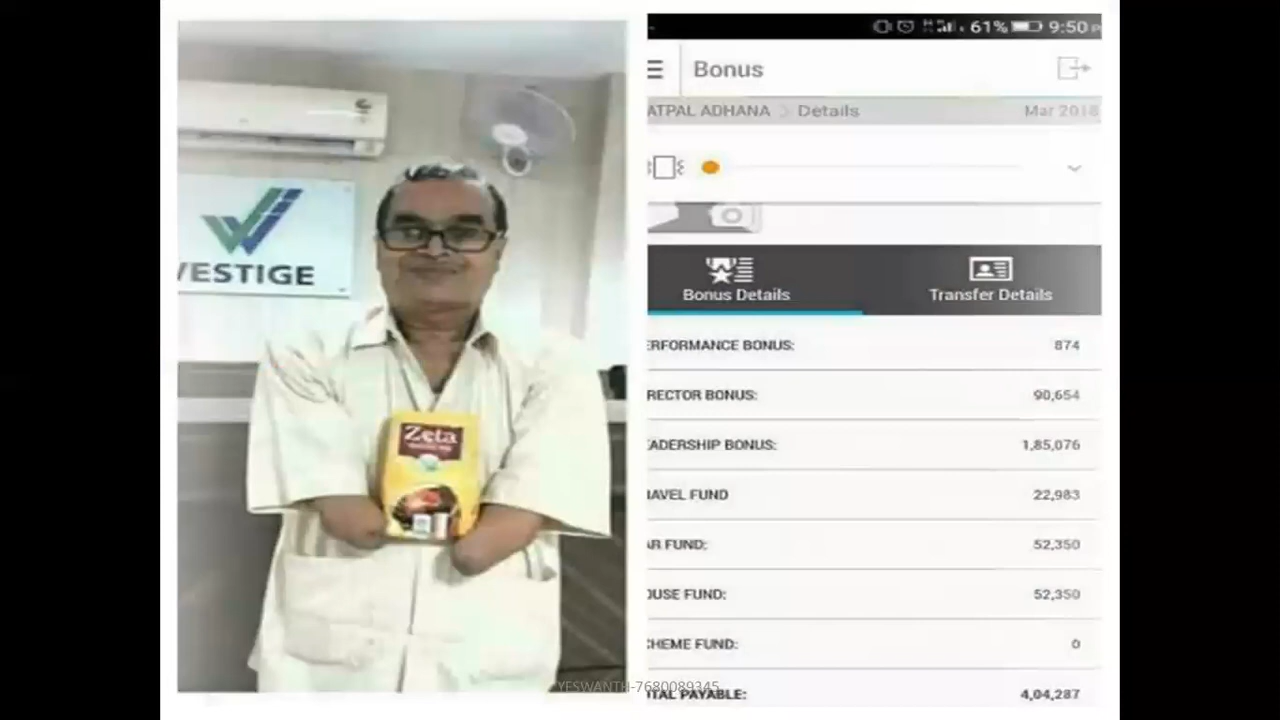 VESTIGE
Zeta
61% 9:50 P
Bonus
ATPAL ADHANA Details Mar 2018
Bonus Details Transfer Details
ERFORMANCE BONUS: 874
RECTOR BONUS: 90,654
EADERSHIP BONUS: 1,85,076
RAVEL FUND 22,983
AR FUND: 52,350
OUSE FUND: 52,350
CHEME FUND: 0
OTAL PAYABLE: 4,04,287
YESWANTH-7680089345